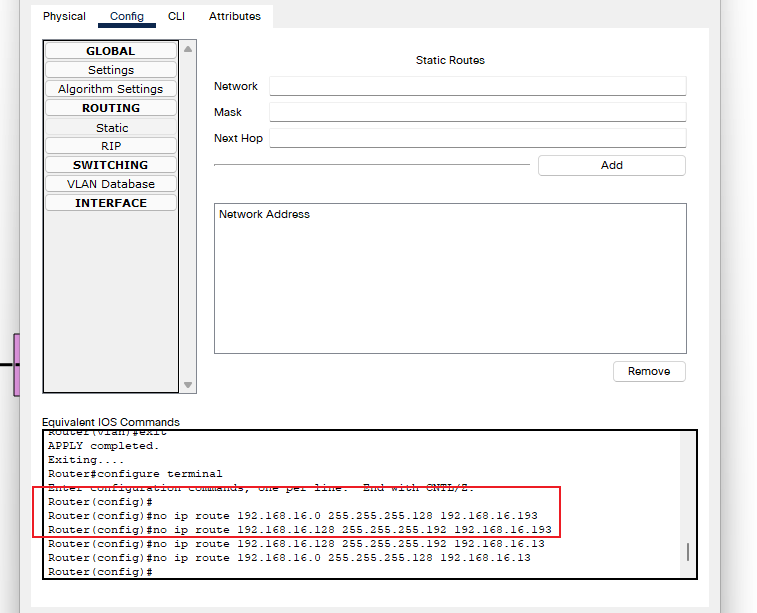 Physical Config CLI Attributes
GLOBAL
Settings
Algorithm Settings
ROUTING
Static
RIP
SWITCHING
VLAN Database
INTERFACE
Static Routes
Network
Mask
Next Hop
Add
Network Address
Remove
Equivalent IOS Commands
Router(vlan)#exit
APPLY completed.
Exiting....
Router#configure terminal
Enter configuration commands, one per line. End with CNTL/Z.
Router(config)#
Router(config)#no ip route 192.168.16.0 255.255.255.128 192.168.16.193
Router(config)#no ip route 192.168.16.128 255.255.255.192 192.168.16.193
Router(config)#no ip route 192.168.16.128 255.255.255.192 192.168.16.13
Router(config)#no ip route 192.168.16.0 255.255.255.128 192.168.16.13
Router(config)#